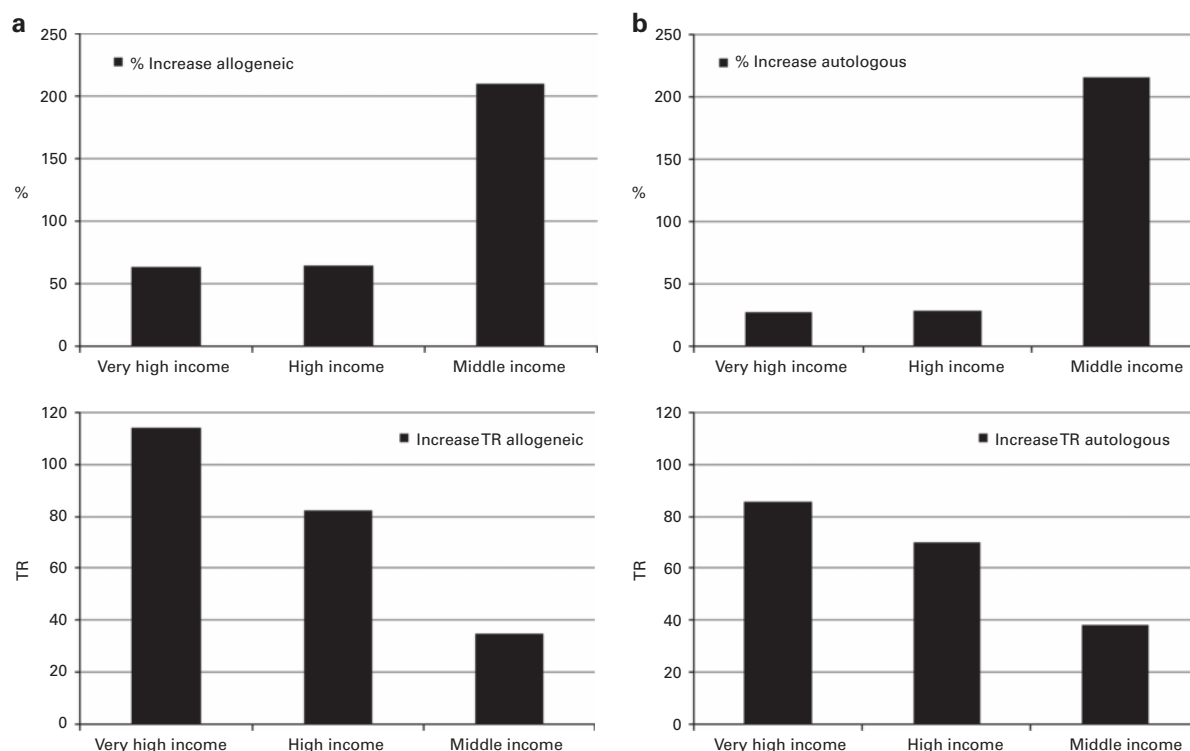 a
250
■ % Increase allogeneic
200
150
%
100
50
0
Very high income High income Middle income
120
■ Increase TR allogeneic
100
80
TR
60
40
20
0
Very high income High income Middle income
b
250
■ % Increase autologous
200
150
%
100
50
0
Very high income High income Middle income
120
■ Increase TR autologous
100
80
TR
60
40
20
0
Very high income High income Middle income